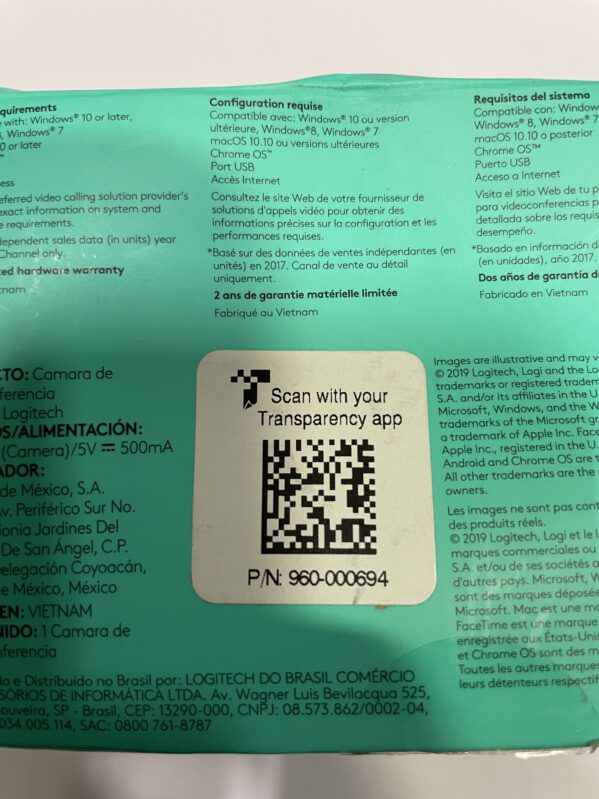 quirements
with: Windows® 10 or later,
, Windows® 7
0 or later
™
ess
eferred video calling solution provider's
exact information on system and
e requirements.
dependent sales data (in units) year
Channel only.
ed hardware warranty
tnam
Configuration requise
Compatible avec: Windows® 10 ou version
ultérieure, Windows®8, Windows® 7
macOS 10.10 ou versions ultérieures
Chrome OS™
Port USB
Accès Internet
Consultez le site Web de votre fournisseur de
solutions d'appels vidéo pour obtenir des
informations précises sur la configuration et les
performances requises.
*Basé sur des données de ventes indépendantes (en
unités) en 2017. Canal de vente au détail
uniquement.
2 ans de garantie matérielle limitée
Fabriqué au Vietnam
Requisitos del sistema
Compatible con: Window
Windows® 8, Windows® 7
macOS 10.10 o posterior
Chrome OS™
Puerto USB
Acceso a Internet
Visita el sitio Web de tu p
para videoconferencias p
detallada sobre los requis
desempeño.
*Basado en información d
(en unidades), año 2017.
Dos años de garantía d
Fabricado en Vietnam
CTO: Camara de
ferencia
Logitech
OS/ALIMENTACIÓN:
(Camera)/5V ⎓ 500mA
ADOR:
de México, S.A.
Av. Periférico Sur No.
lonia Jardines Del
De San Ángel, C.P.
elegación Coyoacán,
e México, México
EN: VIETNAM
NIDO: 1 Camara de
nferencia
Scan with your
Transparency app
P/N: 960-000694
Images are illustrative and may v
© 2019 Logitech, Logi and the Lo
trademarks or registered tradem
S.A. and/or its affiliates in the U
Microsoft, Windows, and the W
trademarks of the Microsoft gr
a trademark of Apple Inc. Face
Apple Inc., registered in the U.
Android and Chrome OS are t
All other trademarks are the
owners.
Les images ne sont pas cont
des produits réels.
© 2019 Logitech, Logi et le l
marques commerciales ou
S.A. et/ou de ses sociétés a
d'autres pays. Microsoft, W
sont des marques déposée
Microsoft. Mac est une mo
FaceTime est une marque
enregistrée aux États-Unis
et Chrome OS sont des m
Toutes les autres marques
leurs détenteurs respectif
do e Distribuído no Brasil por: LOGITECH DO BRASIL COMÉRCIO
SSÓRIOS DE INFORMÁTICA LTDA. Av. Wagner Luis Bevilacqua 525,
ouveiro, SP - Brasil, CEP: 13290-000, CNPJ: 08.573.862/0002-04,
034.005.114, SAC: 0800 761-8787